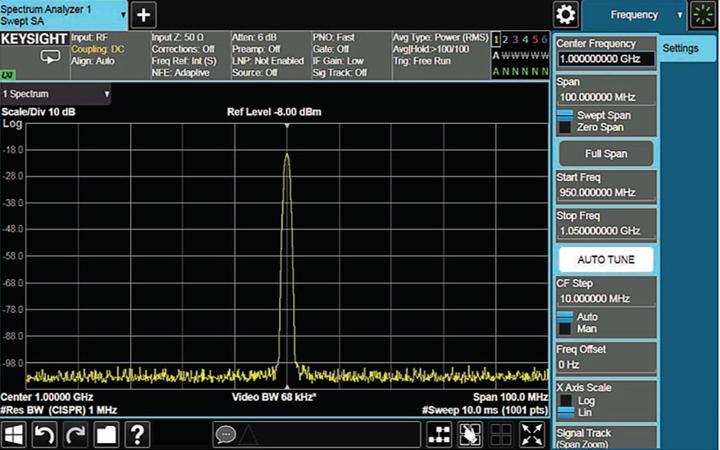 Spectrum Analyzer 1
Swept SA
Frequency
KEYSIGHT
LXI
Input: RF
Coupling: DC
Align: Auto
Input Z: 50 Ω
Corrections: Off
Freq Ref: Int (S)
NFE: Adaptive
Atten: 6 dB
Preamp: Off
LNP: Not Enabled
Source: Off
PNO: Fast
Gate: Off
IF Gain: Low
Sig Track: Off
Avg Type: Power (RMS)
Avg|Hold:>100/100
Trig: Free Run
1 2 3 4 5 6
A W W W W W
A N N N N N
1 Spectrum
Scale/Div 10 dB
Ref Level -8.00 dBm
Log
-18.0
-28.0
-38.0
-48.0
-58.0
-68.0
-78.0
-88.0
-98.0
Center 1.00000 GHz
#Res BW (CISPR) 1 MHz
Video BW 68 kHz*
Span 100.0 MHz
#Sweep 10.0 ms (1001 pts)
Settings
Center Frequency
1.000000000 GHz
Span
100.000000 MHz
Swept Span
Zero Span
Full Span
Start Freq
950.000000 MHz
Stop Freq
1.050000000 GHz
AUTO TUNE
CF Step
10.000000 MHz
Auto
Man
Freq Offset
0 Hz
X Axis Scale
Log
Lin
Signal Track
(Span Zoom)